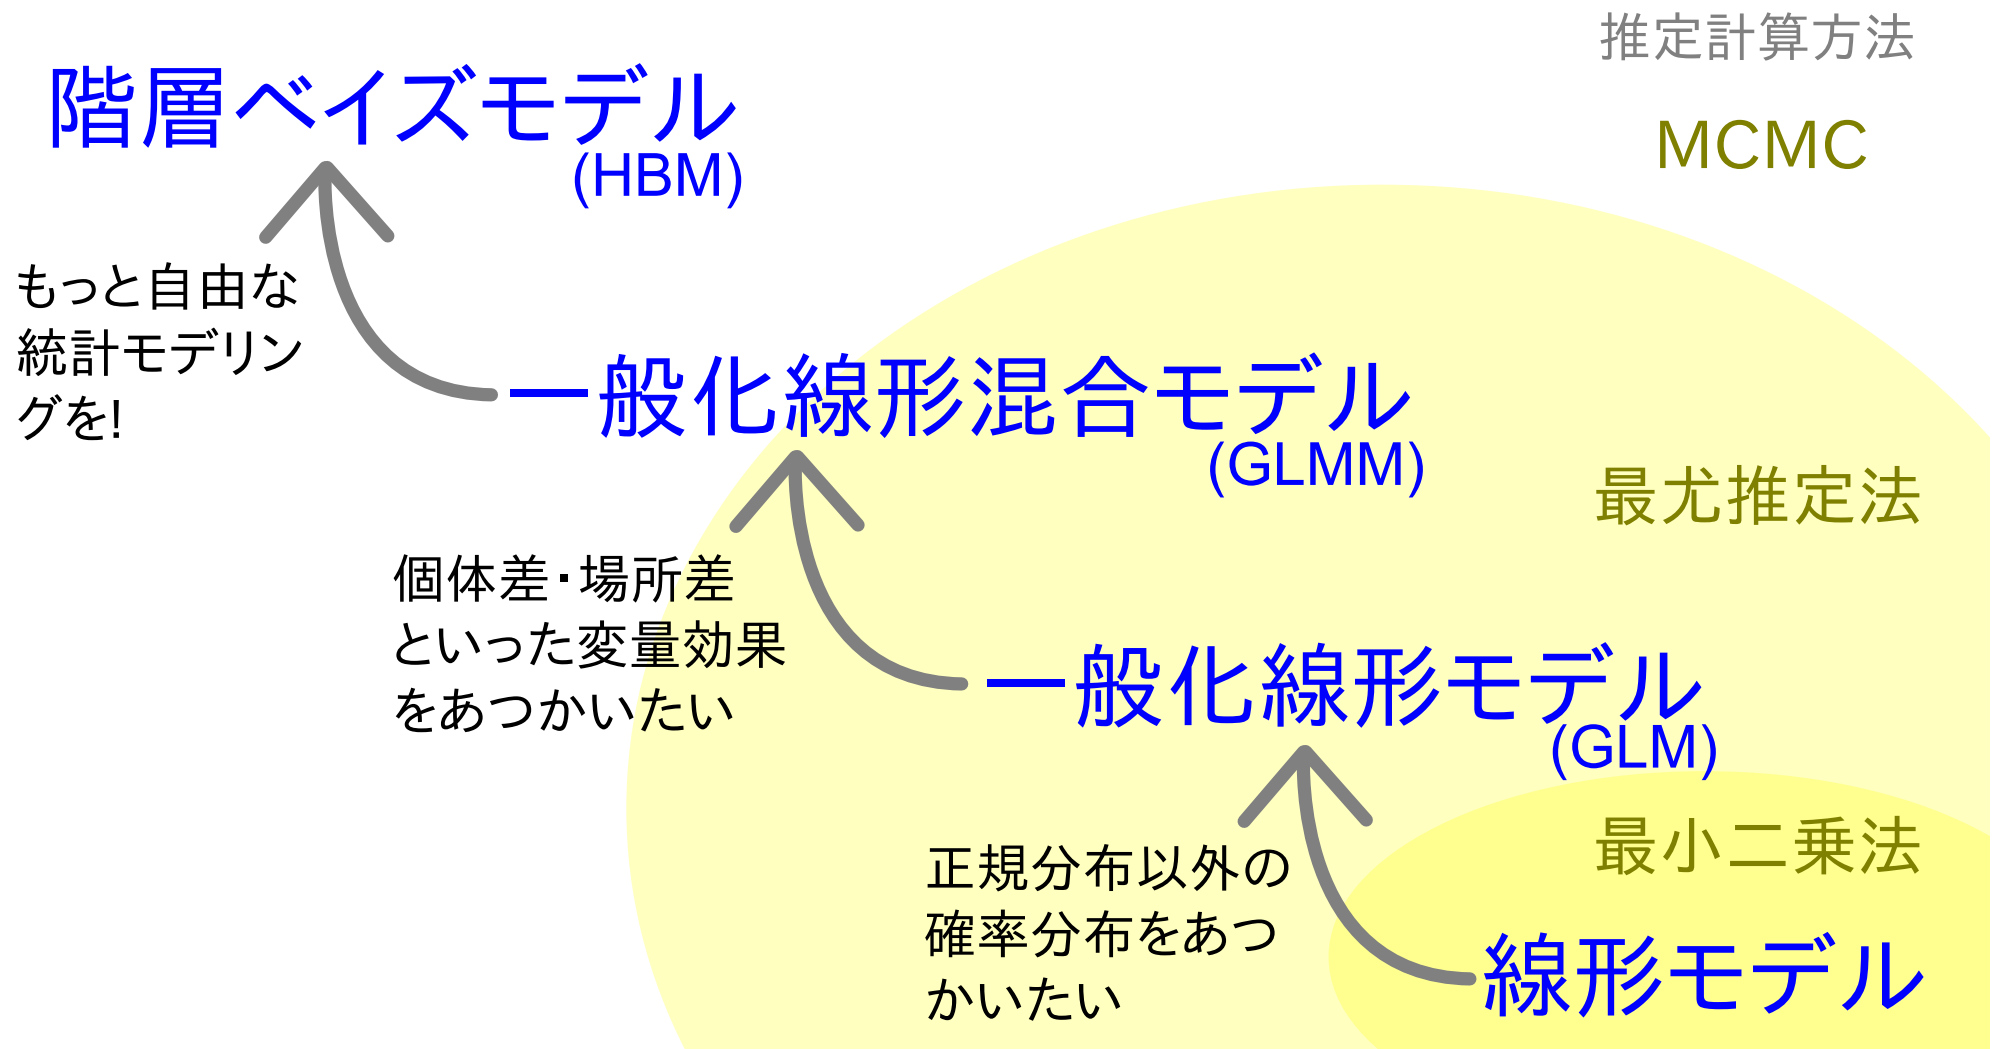 推定計算方法
階層ベイズモデル
(HBM)
MCMC
もっと自由な
統計モデリン
グを!
一般化線形混合モデル
(GLMM)
最尤推定法
個体差・場所差
といった変量効果
をあつかいたい
一般化線形モデル
(GLM)
最小二乗法
正規分布以外の
確率分布をあつ
かいたい
線形モデル